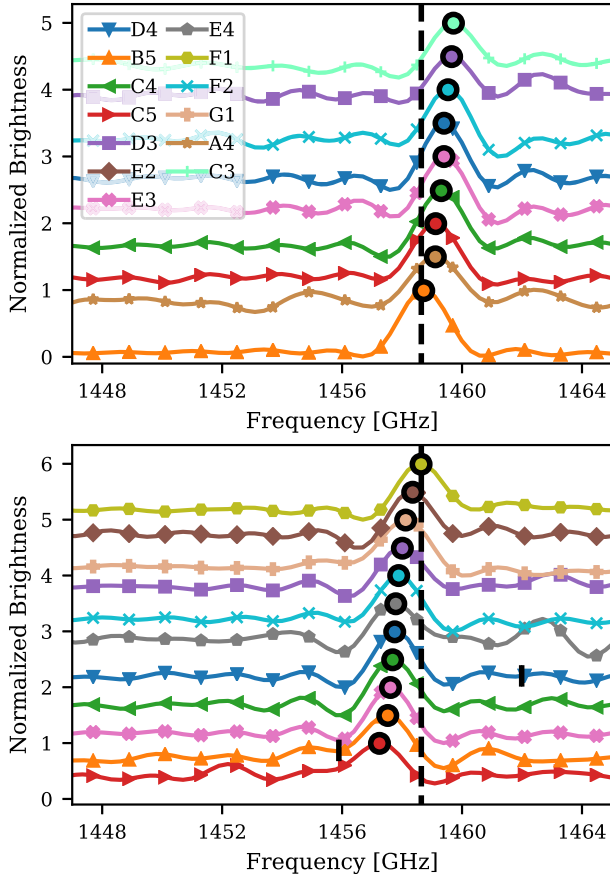 5
4
3
2
1
0
Normalized Brightness
D4 E4
B5 F1
C4 F2
C5 G1
D3 A4
E2 C3
E3
1448 1452 1456 1460 1464
Frequency [GHz]
6
5
4
3
2
1
0
Normalized Brightness
1448 1452 1456 1460 1464
Frequency [GHz]